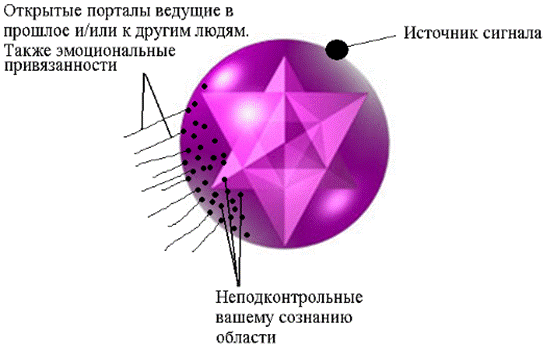 Открытые порталы ведущие в
прошлое и/или к другим людям.
Также эмоциональные
привязанности
Источник сигнала
Неподконтрольные
вашему сознанию
области